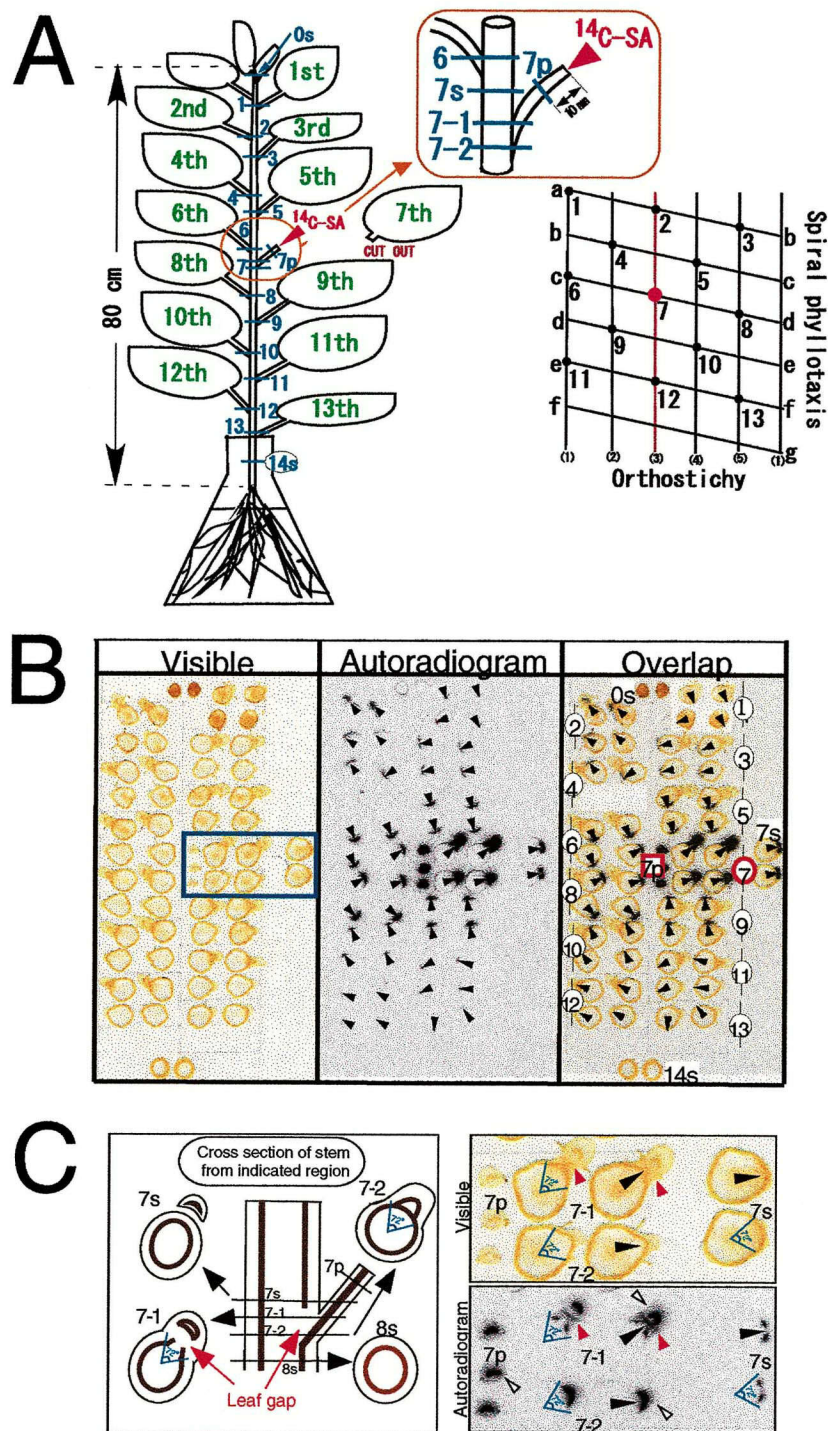 A
0s
1st
2nd
3rd
4th
5th
6th
7th
8th
9th
10th
11th
12th
13th
1
2
3
4
5
6
7
7p
8
9
10
11
12
13
14s
14C-SA
CUT OUT
80 cm
6
7p
14C-SA
7s
7-1
7-2
10 mm
a
1
2
3
b
b
4
5
c
c
6
7
8
d
d
9
10
e
e
11
12
13
f
f
g
(1) (2) (3) (4) (5) (1)
Orthostichy
Spiral phyllotaxis
B
Visible
Autoradiogram
Overlap
0s
1
2
3
4
5
6
7s
7p
7
8
9
10
11
12
13
14s
C
Cross section of stem
from indicated region
7s
7-2
7p
7s
7-1
7-2
8s
7-1
8s
Leaf gap
Visible
7p
7-1
7s
7-2
Autoradiogram
7p
7-1
7s
7-2